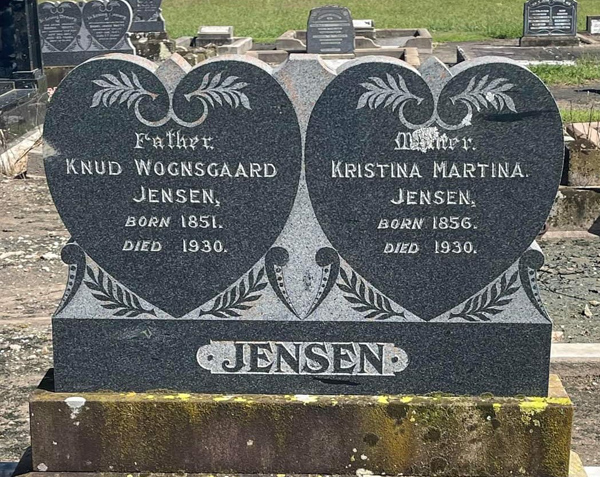 Father.
KNUD WOGNSGAARD
JENSEN,
BORN 1851.
DIED 1930.
Mother.
KRISTINA MARTINA.
JENSEN,
BORN 1856.
DIED 1930.
JENSEN